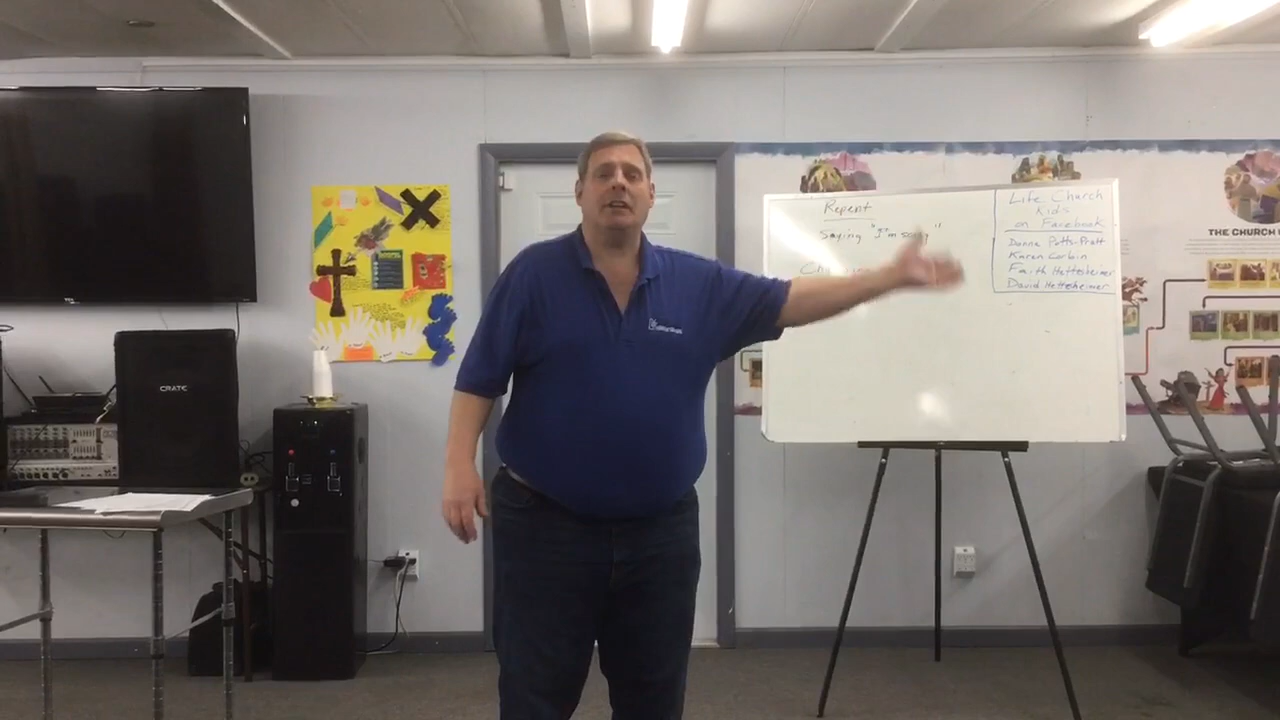 TCL
CRATE
Repent
Saying "I'm sorry"
Life Church
Kids
on Facebook
Donna Potts-Pratt
Karen Corbin
Faith Hettesheimer
David Hettesheimer
THE CHURCH